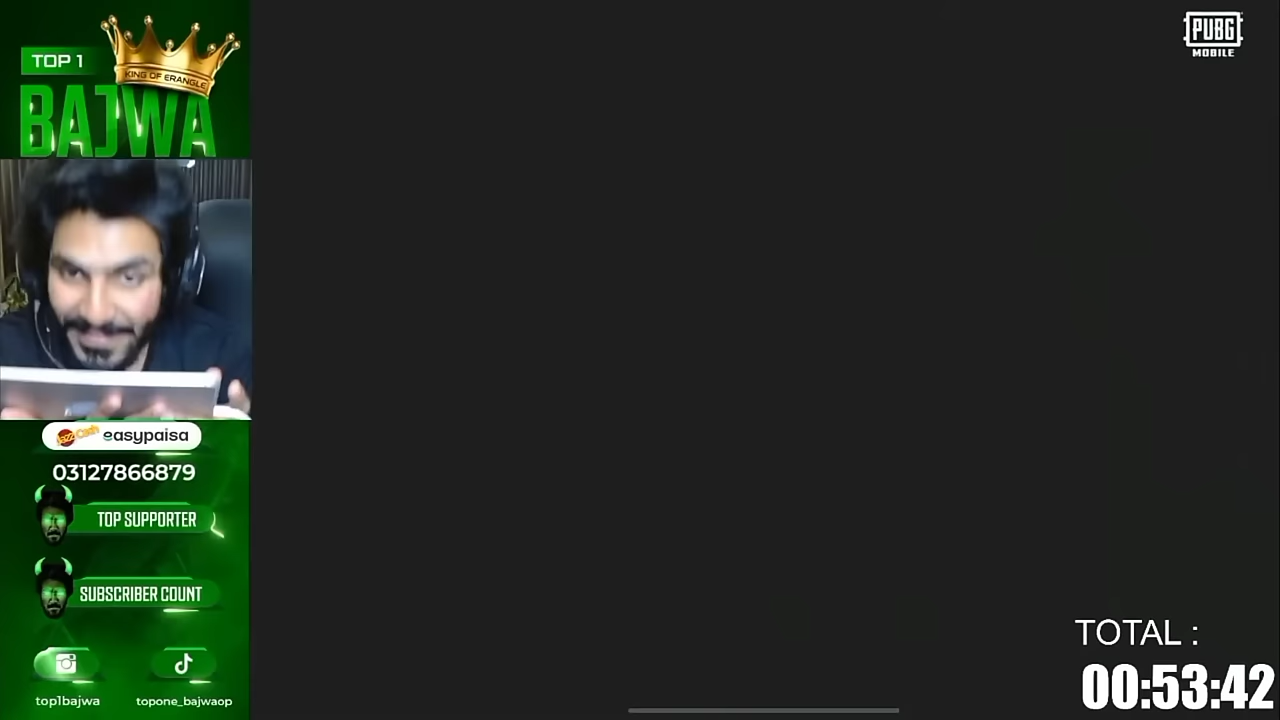 TOP 1
KING OF ERANGLE
BAJWA
JazzCash easypaisa
03127866879
TOP SUPPORTER
SUBSCRIBER COUNT
top1bajwa topone_bajwaop
PUBG
MOBILE
TOTAL :
00:53:42